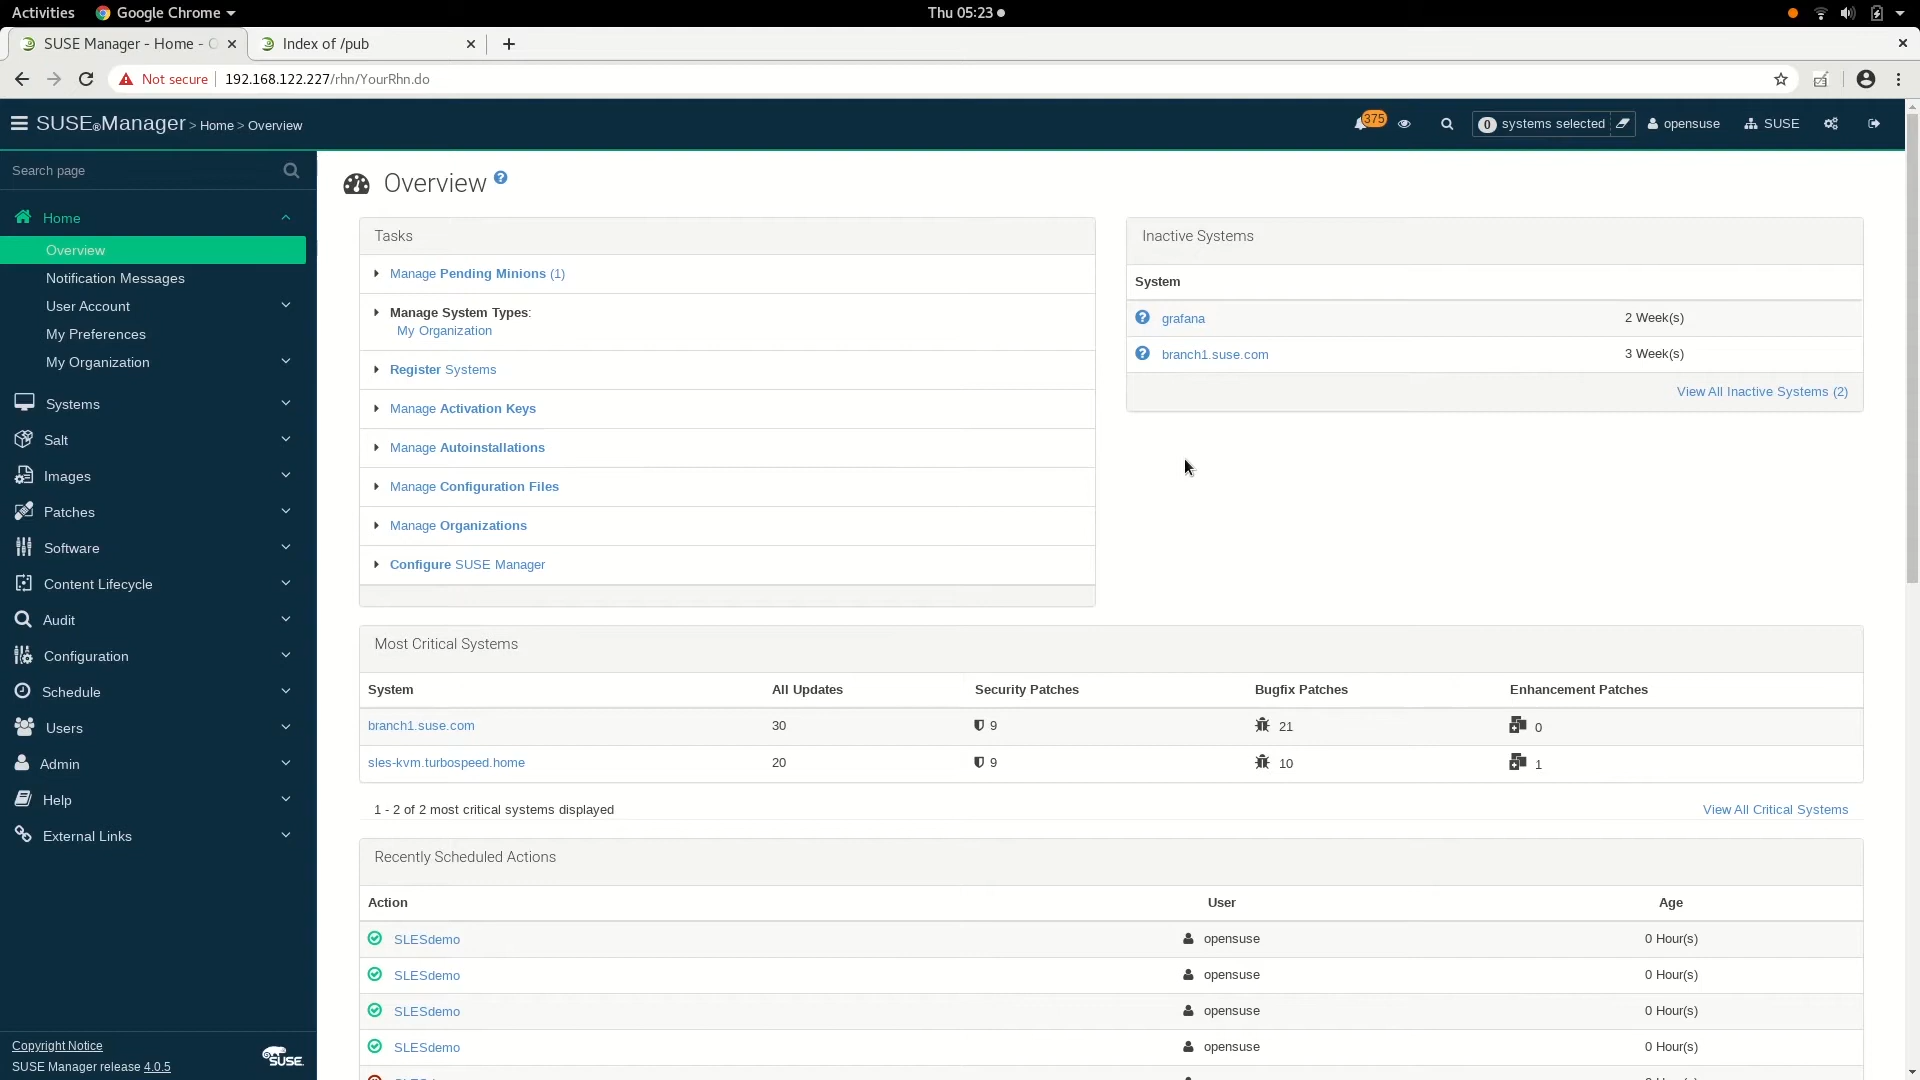 Activities Google Chrome Thu 05:23
SUSE Manager - Home - O Index of /pub
Not secure 192.168.122.227/rhn/YourRhn.do
SUSE®Manager > Home > Overview 375 0 systems selected opensuse SUSE
Search page
Home
Overview
Notification Messages
User Account
My Preferences
My Organization
Systems
Salt
Images
Patches
Software
Content Lifecycle
Audit
Configuration
Schedule
Users
Admin
Help
External Links
Copyright Notice
SUSE Manager release 4.0.5
SUSE
Overview
Tasks
Manage Pending Minions (1)
Manage System Types:
My Organization
Register Systems
Manage Activation Keys
Manage Autoinstallations
Manage Configuration Files
Manage Organizations
Configure SUSE Manager
Inactive Systems
System
grafana 2 Week(s)
branch1.suse.com 3 Week(s)
View All Inactive Systems (2)
Most Critical Systems
System All Updates Security Patches Bugfix Patches Enhancement Patches
branch1.suse.com 30 9 21 0
sles-kvm.turbospeed.home 20 9 10 1
1 - 2 of 2 most critical systems displayed View All Critical Systems
Recently Scheduled Actions
Action User Age
SLESdemo opensuse 0 Hour(s)
SLESdemo opensuse 0 Hour(s)
SLESdemo opensuse 0 Hour(s)
SLESdemo opensuse 0 Hour(s)